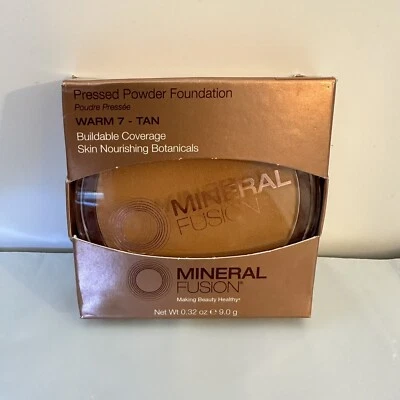 Pressed Powder Foundation
Poudre Pressée
WARM 7 - TAN
Buildable Coverage
Skin Nourishing Botanicals
MINERAL
FUSION
MINERAL
FUSION®
Making Beauty Healthy®
Net Wt 0.32 oz ℮ 9.0 g